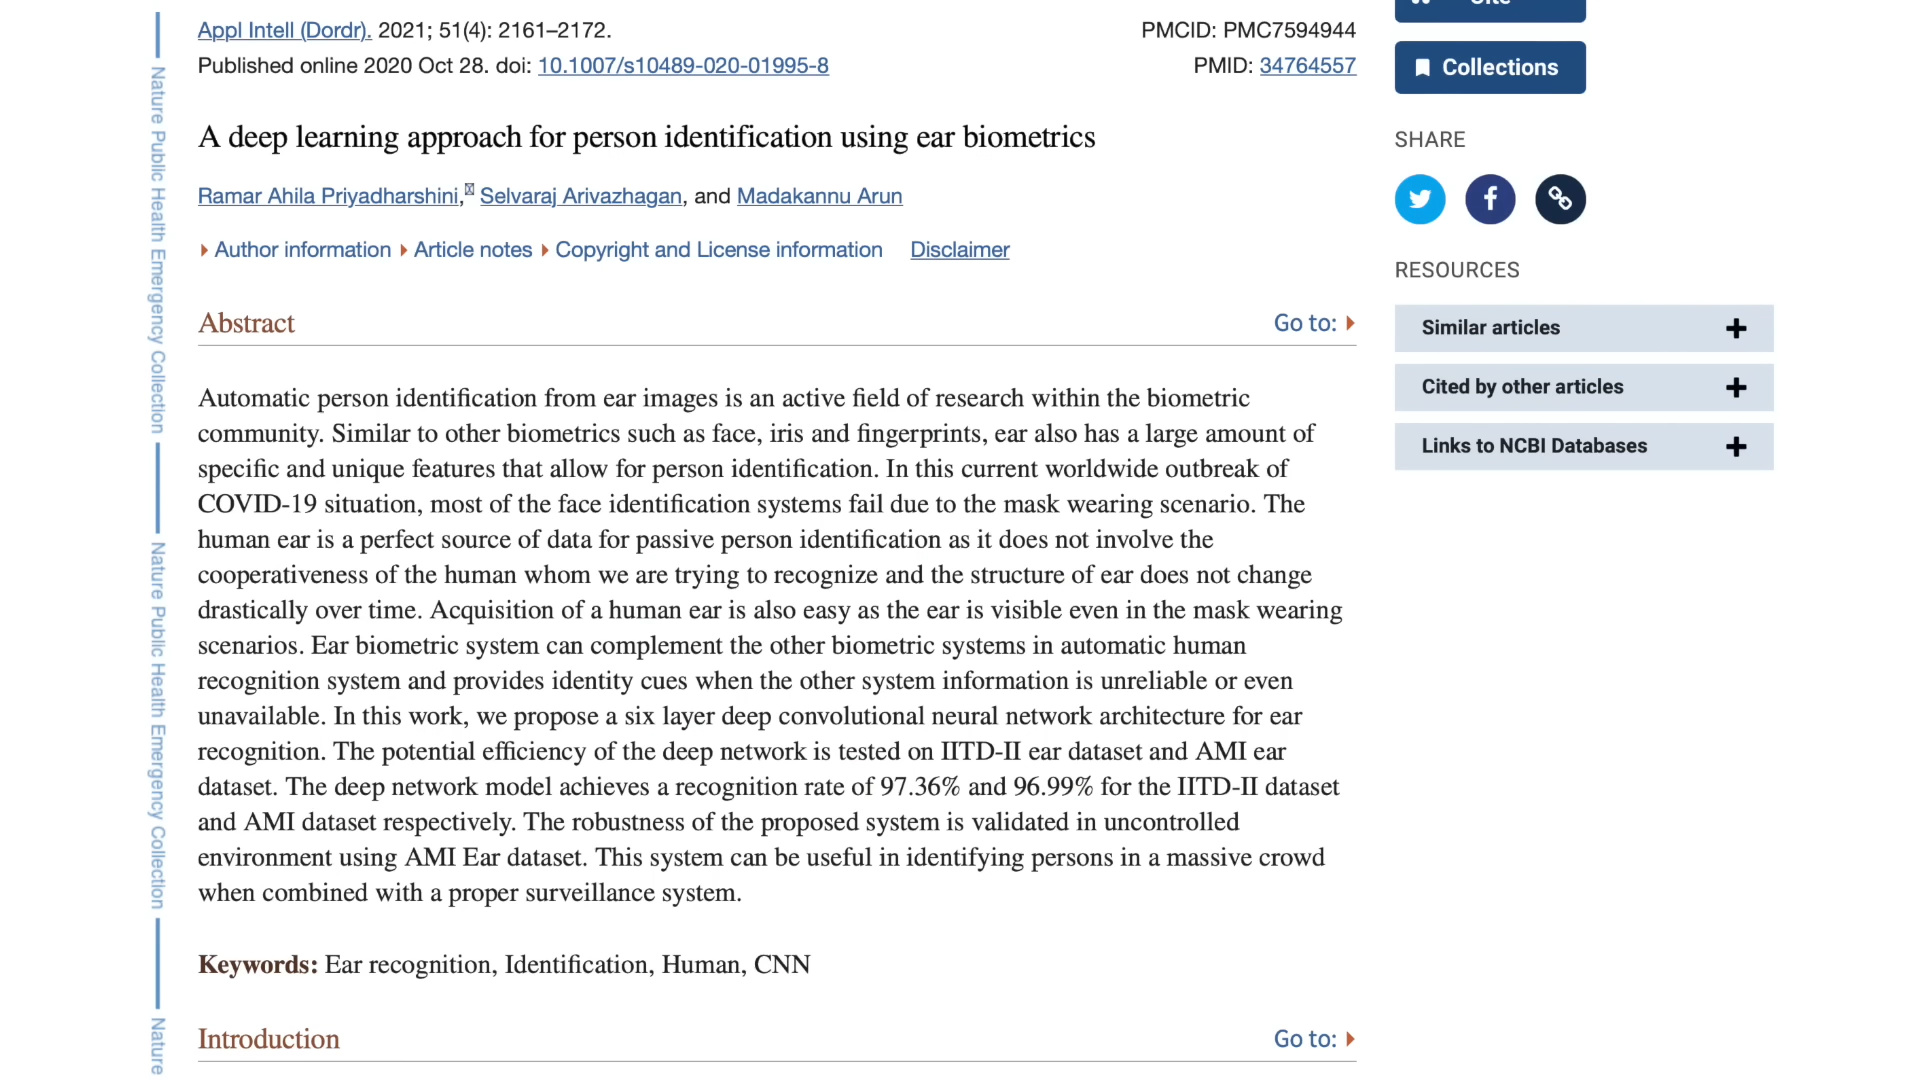 Appl Intell (Dordr). 2021; 51(4): 2161–2172.
Published online 2020 Oct 28. doi: 10.1007/s10489-020-01995-8
PMCID: PMC7594944
PMID: 34764557
A deep learning approach for person identification using ear biometrics
Ramar Ahila Priyadharshini, Selvaraj Arivazhagan, and Madakannu Arun
Author information Article notes Copyright and License information Disclaimer
Abstract
Go to:
Automatic person identification from ear images is an active field of research within the biometric
community. Similar to other biometrics such as face, iris and fingerprints, ear also has a large amount of
specific and unique features that allow for person identification. In this current worldwide outbreak of
COVID-19 situation, most of the face identification systems fail due to the mask wearing scenario. The
human ear is a perfect source of data for passive person identification as it does not involve the
cooperativeness of the human whom we are trying to recognize and the structure of ear does not change
drastically over time. Acquisition of a human ear is also easy as the ear is visible even in the mask wearing
scenarios. Ear biometric system can complement the other biometric systems in automatic human
recognition system and provides identity cues when the other system information is unreliable or even
unavailable. In this work, we propose a six layer deep convolutional neural network architecture for ear
recognition. The potential efficiency of the deep network is tested on IITD-II ear dataset and AMI ear
dataset. The deep network model achieves a recognition rate of 97.36% and 96.99% for the IITD-II dataset
and AMI dataset respectively. The robustness of the proposed system is validated in uncontrolled
environment using AMI Ear dataset. This system can be useful in identifying persons in a massive crowd
when combined with a proper surveillance system.
Keywords: Ear recognition, Identification, Human, CNN
Introduction
Go to:
Nature Public Health Emergency Collection
Nature Public Health Emergency Collection
Nature
Cite
Collections
SHARE
RESOURCES
Similar articles
Cited by other articles
Links to NCBI Databases